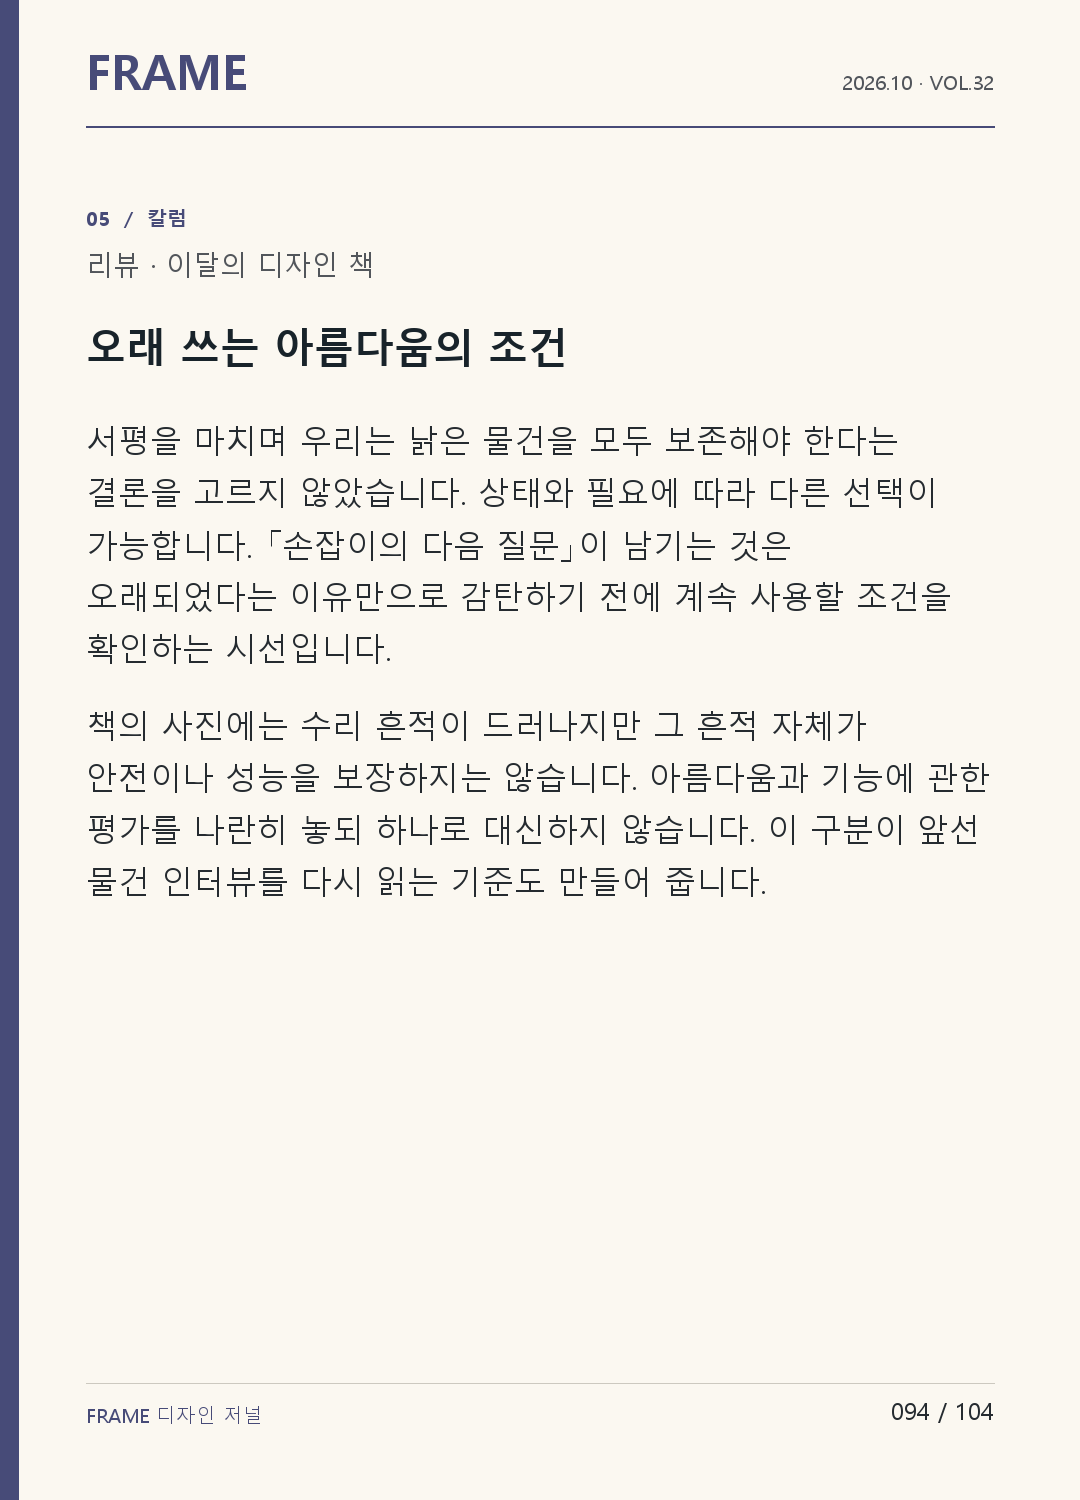 FRAME
2026.10 · VOL.32
05 / 칼럼
리뷰 · 이달의 디자인 책
오래 쓰는 아름다움의 조건
서평을 마치며 우리는 낡은 물건을 모두 보존해야 한다는
결론을 고르지 않았습니다. 상태와 필요에 따라 다른 선택이
가능합니다.「손잡이의 다음 질문」이 남기는 것은
오래되었다는 이유만으로 감탄하기 전에 계속 사용할 조건을
확인하는 시선입니다.
책의 사진에는 수리 흔적이 드러나지만 그 흔적 자체가
안전이나 성능을 보장하지는 않습니다. 아름다움과 기능에 관한
평가를 나란히 놓되 하나로 대신하지 않습니다. 이 구분이 앞선
물건 인터뷰를 다시 읽는 기준도 만들어 줍니다.
FRAME 디자인 저널
094 / 104